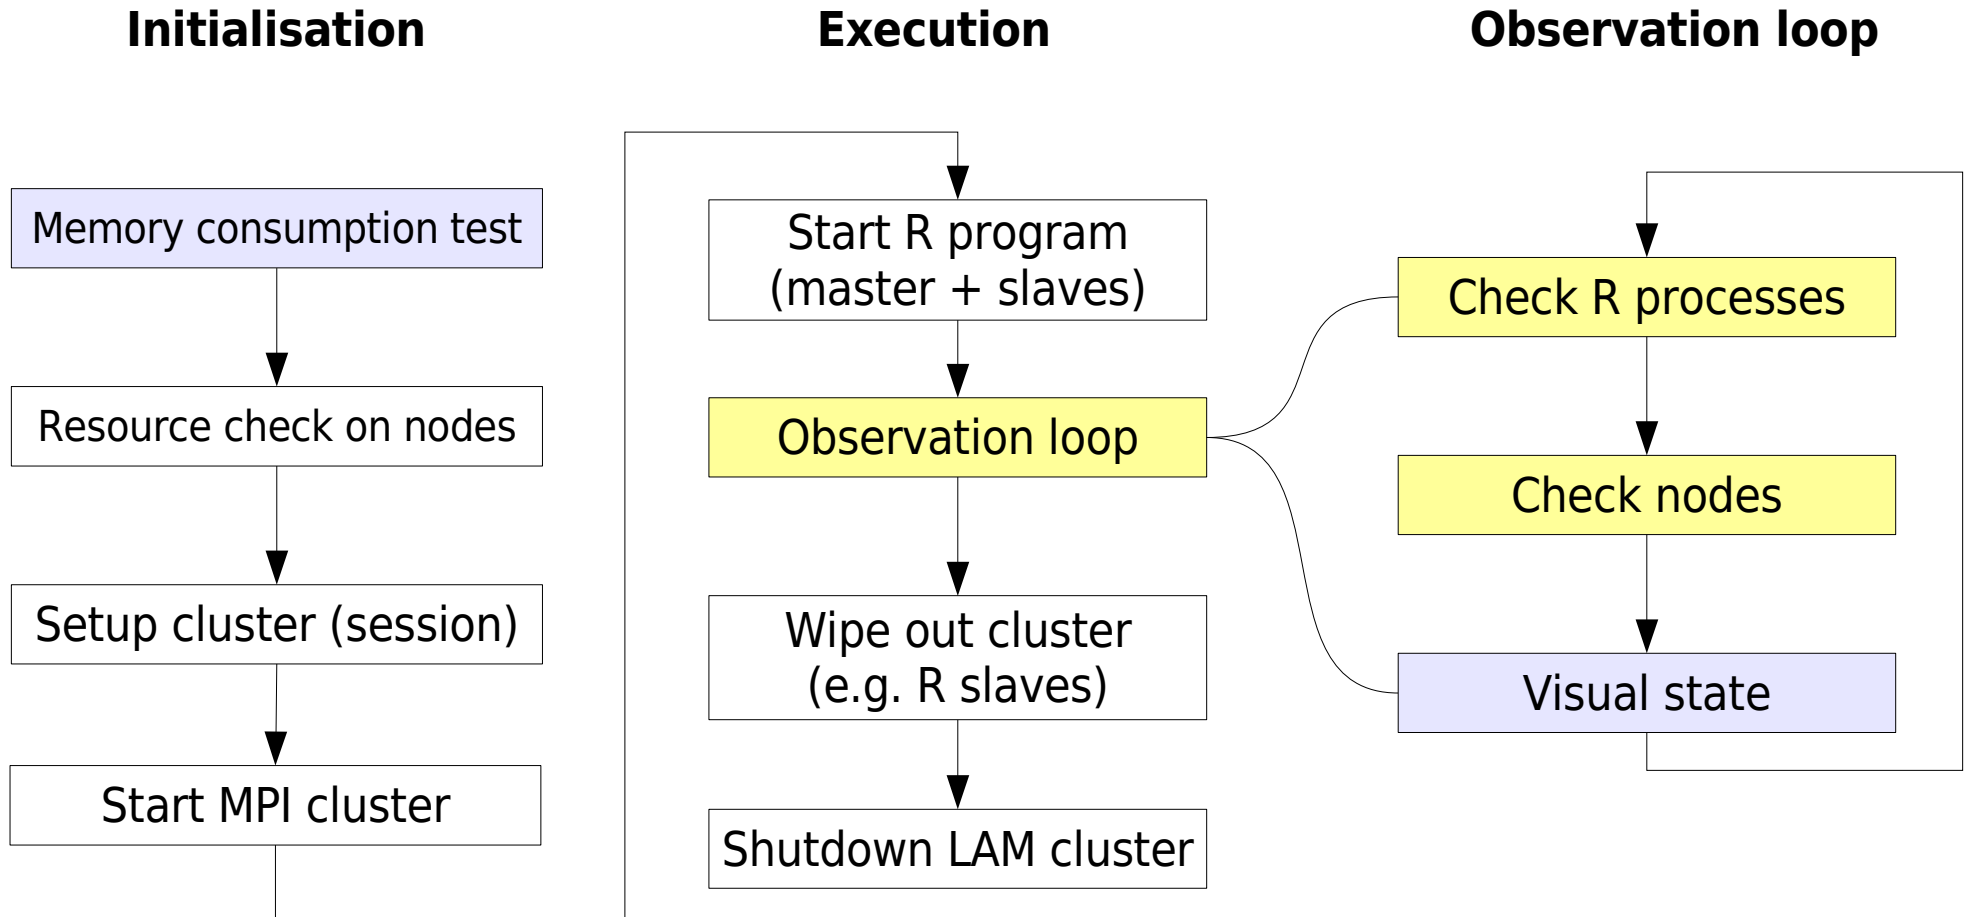 Initialisation
Memory consumption test
Resource check on nodes
Setup cluster (session)
Start MPI cluster
Execution
Start R program
(master + slaves)
Observation loop
Wipe out cluster
(e.g. R slaves)
Shutdown LAM cluster
Observation loop
Check R processes
Check nodes
Visual state